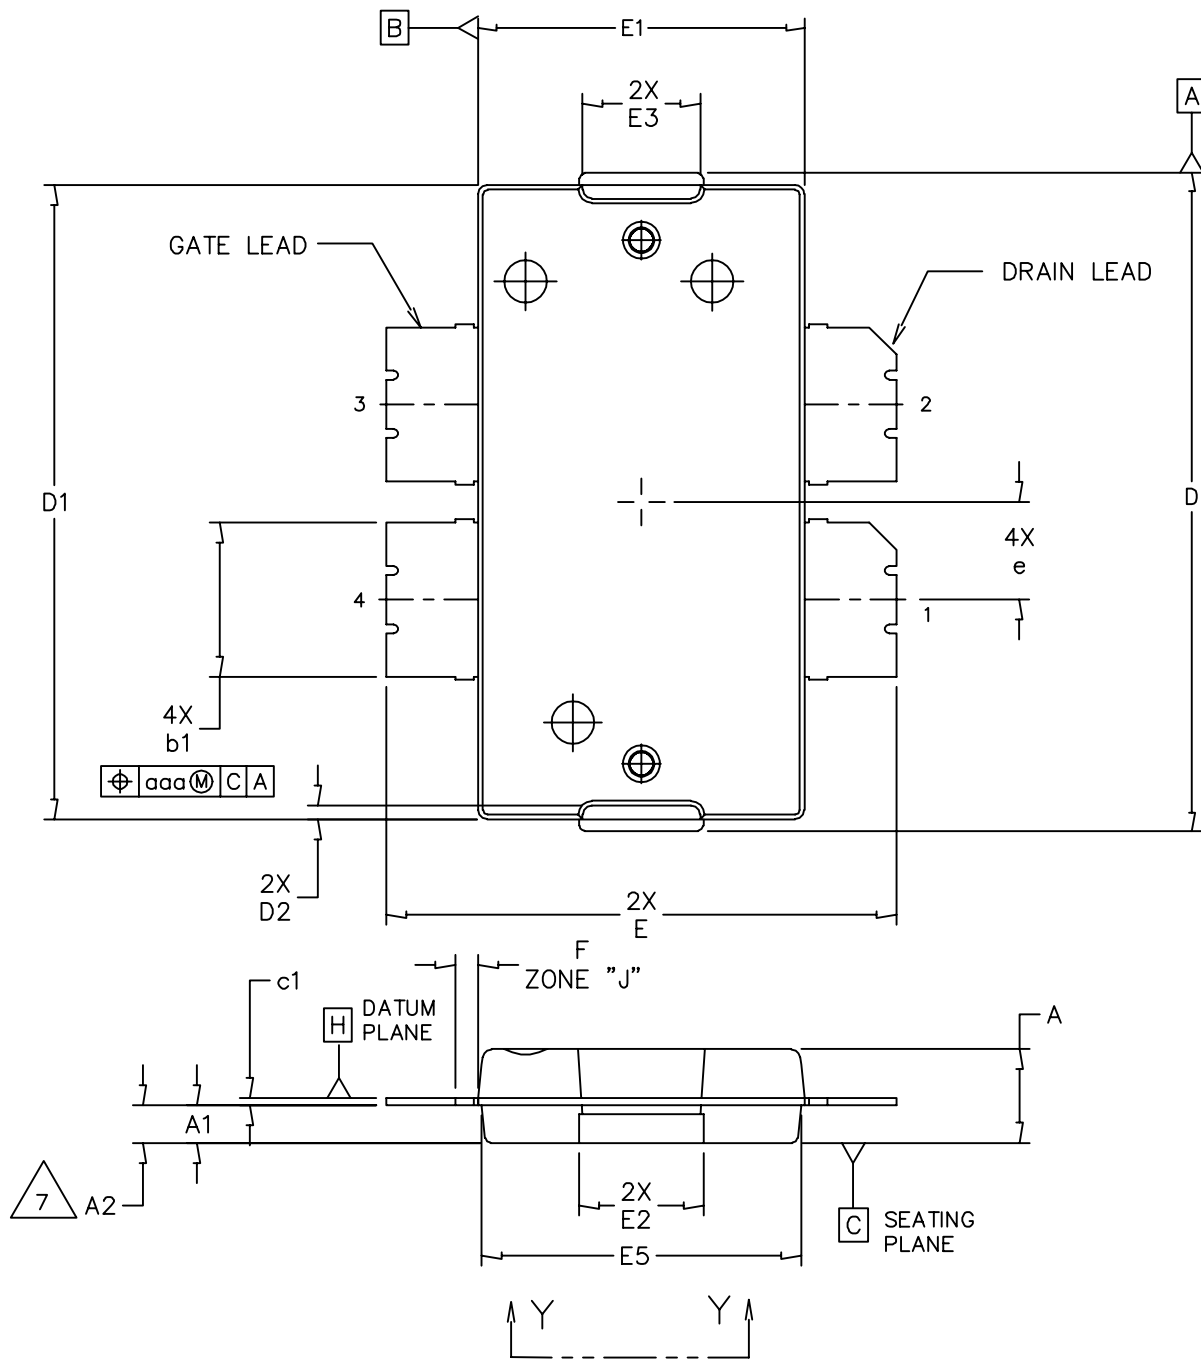 B
E1
2X
E3
A
GATE LEAD
DRAIN LEAD
3
2
D1
D
4X
e
4
1
4X
b1
⌖ aaa Ⓜ C A
2X
D2
2X
E
F
ZONE "J"
c1
H
DATUM
PLANE
A
A1
7
A2
2X
E2
C
SEATING
PLANE
E5
Y
Y